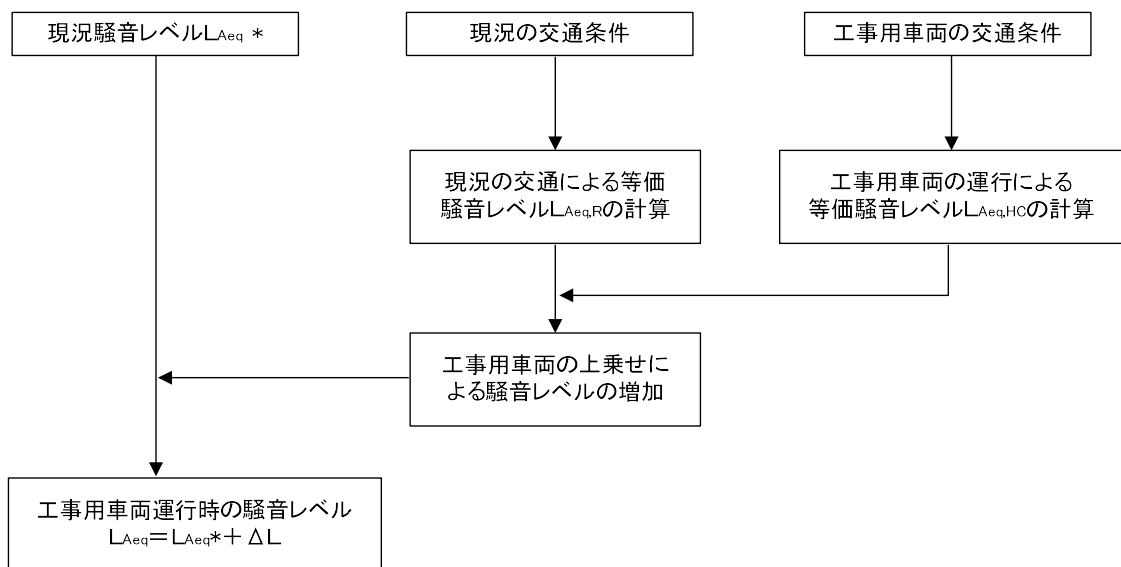 現況騒音レベルLAeq *
現況の交通条件
工事用車両の交通条件
現況の交通による等価
騒音レベルLAeq,Rの計算
工事用車両の運行による
等価騒音レベルLAeq,HCの計算
工事用車両の上乗せに
よる騒音レベルの増加
工事用車両運行時の騒音レベル
LAeq=LAeq*+ΔL